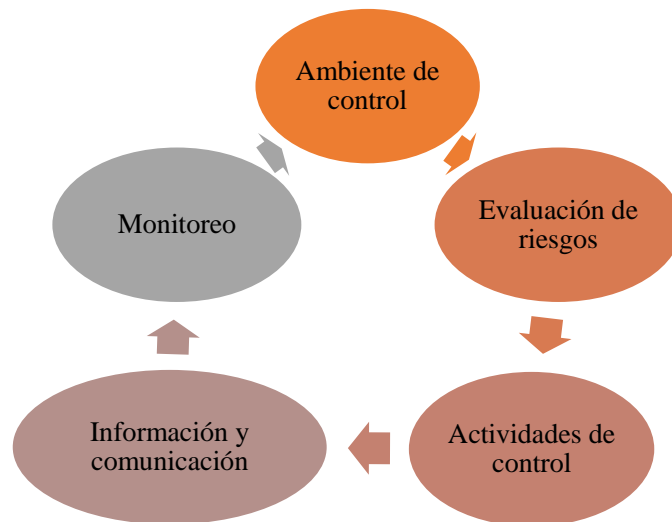 Ambiente de
control
Evaluación de
riesgos
Actividades de
control
Información y
comunicación
Monitoreo